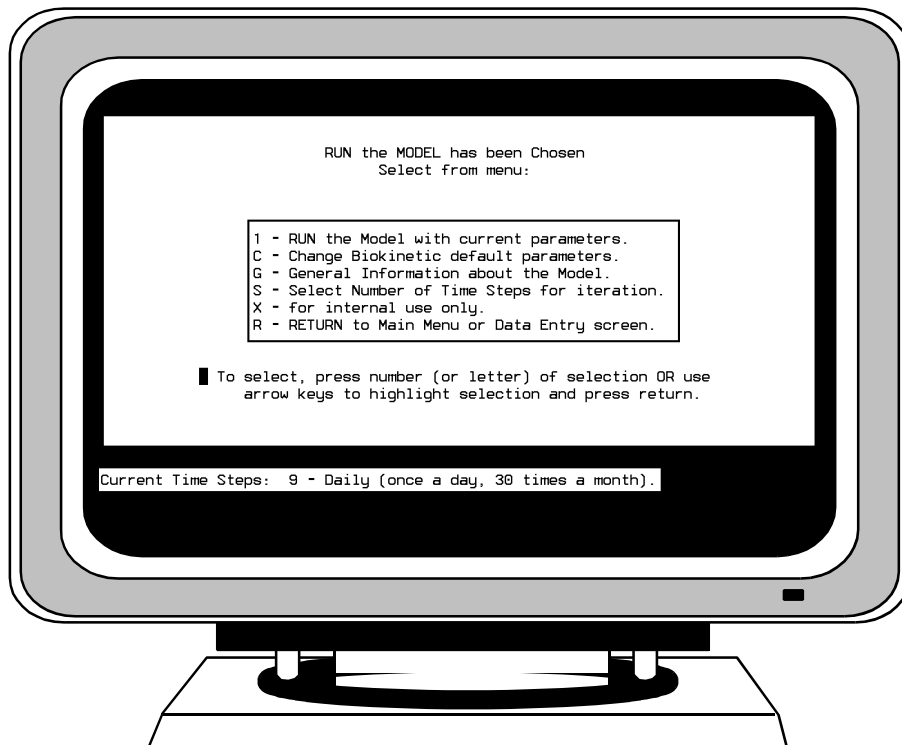 RUN the MODEL has been Chosen
Select from menu:
1 - RUN the Model with current parameters.
C - Change Biokinetic default parameters.
G - General Information about the Model.
S - Select Number of Time Steps for iteration.
X - for internal use only.
R - RETURN to Main Menu or Data Entry screen.
To select, press number (or letter) of selection OR use
arrow keys to highlight selection and press return.
Current Time Steps: 9 - Daily (once a day, 30 times a month).